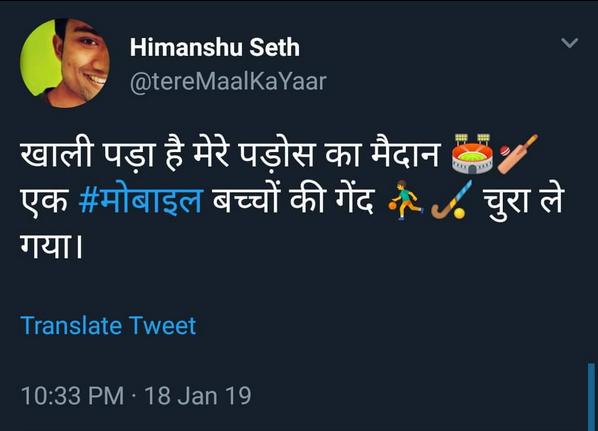 Himanshu Seth
@tereMaalKaYaar
खाली पड़ा है मेरे पड़ोस का मैदान 🏟️🏏
एक #मोबाइल बच्चों की गेंद ⛹️‍♂️🏑 चुरा ले
गया।
Translate Tweet
10:33 PM · 18 Jan 19